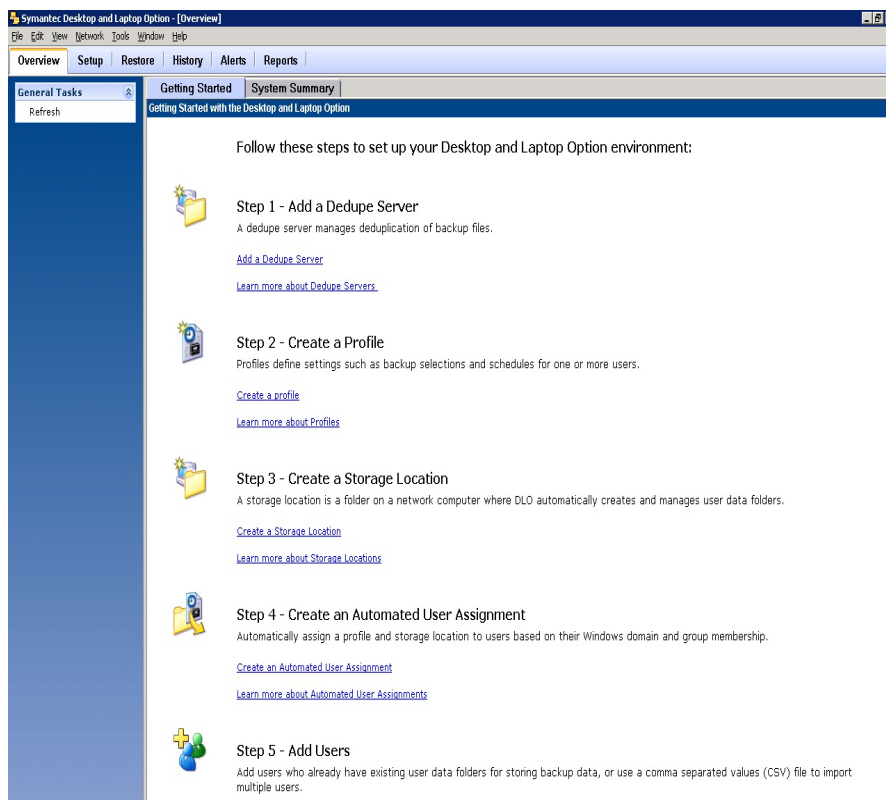 Symantec Desktop and Laptop Option - [Overview]
File Edit View Network Tools Window Help
Overview Setup Restore History Alerts Reports
General Tasks
Refresh
Getting Started System Summary
Getting Started with the Desktop and Laptop Option
Follow these steps to set up your Desktop and Laptop Option environment:
Step 1 - Add a Dedupe Server
A dedupe server manages deduplication of backup files.
Add a Dedupe Server
Learn more about Dedupe Servers
Step 2 - Create a Profile
Profiles define settings such as backup selections and schedules for one or more users.
Create a profile
Learn more about Profiles
Step 3 - Create a Storage Location
A storage location is a folder on a network computer where DLO automatically creates and manages user data folders.
Create a Storage Location
Learn more about Storage Locations
Step 4 - Create an Automated User Assignment
Automatically assign a profile and storage location to users based on their Windows domain and group membership.
Create an Automated User Assignment
Learn more about Automated User Assignments
Step 5 - Add Users
Add users who already have existing user data folders for storing backup data, or use a comma separated values (CSV) file to import
multiple users.